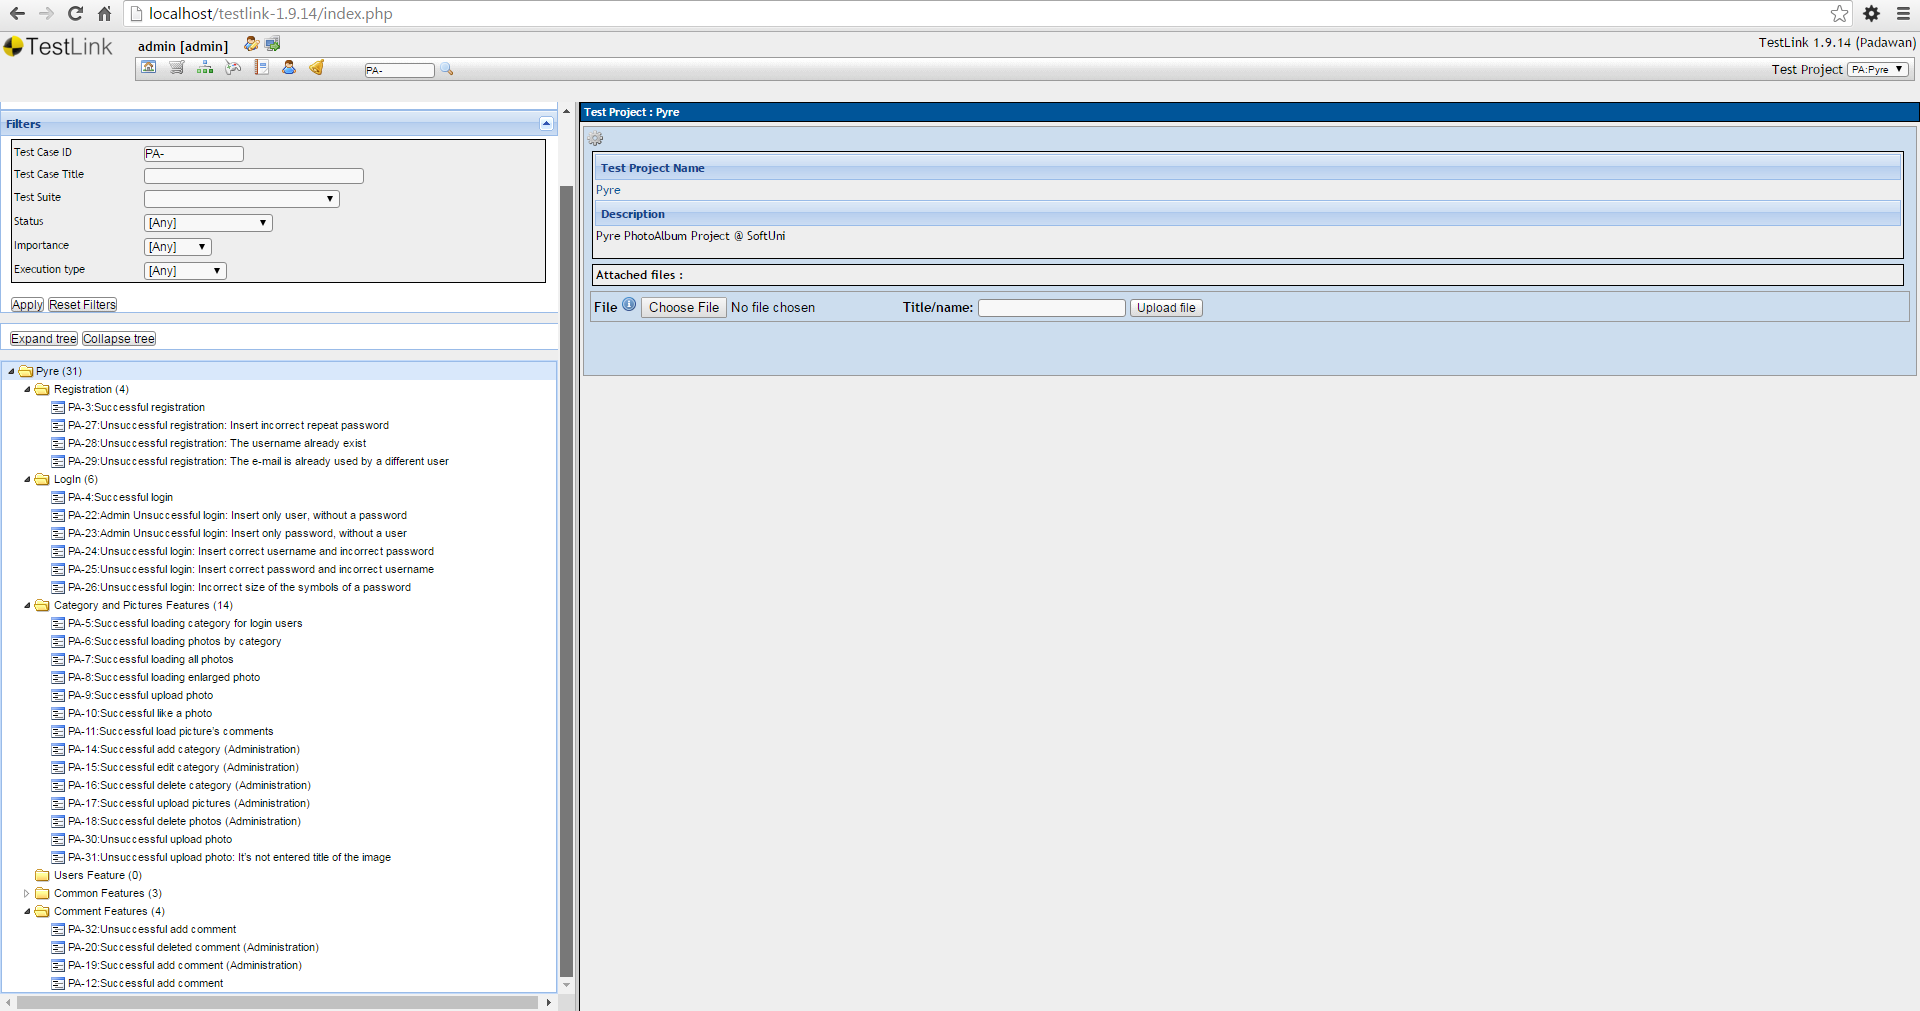 localhost/testlink-1.9.14/index.php
TestLink
admin [admin]
TestLink 1.9.14 (Padawan)
PA-
Test Project PA:Pyre
Filters
Test Case ID PA-
Test Case Title
Test Suite
Status [Any]
Importance [Any]
Execution type [Any]
Apply Reset Filters
Expand tree Collapse tree
Pyre (31)
Registration (4)
PA-3:Successful registration
PA-27:Unsuccessful registration: Insert incorrect repeat password
PA-28:Unsuccessful registration: The username already exist
PA-29:Unsuccessful registration: The e-mail is already used by a different user
LogIn (6)
PA-4:Successful login
PA-22:Admin Unsuccessful login: Insert only user, without a password
PA-23:Admin Unsuccessful login: Insert only password, without a user
PA-24:Unsuccessful login: Insert correct username and incorrect password
PA-25:Unsuccessful login: Insert correct password and incorrect username
PA-26:Unsuccessful login: Incorrect size of the symbols of a password
Category and Pictures Features (14)
PA-5:Successful loading category for login users
PA-6:Successful loading photos by category
PA-7:Successful loading all photos
PA-8:Successful loading enlarged photo
PA-9:Successful upload photo
PA-10:Successful like a photo
PA-11:Successful load picture's comments
PA-14:Successful add category (Administration)
PA-15:Successful edit category (Administration)
PA-16:Successful delete category (Administration)
PA-17:Successful upload pictures (Administration)
PA-18:Successful delete photos (Administration)
PA-30:Unsuccessful upload photo
PA-31:Unsuccessful upload photo: It's not entered title of the image
Users Feature (0)
Common Features (3)
Comment Features (4)
PA-32:Unsuccessful add comment
PA-20:Successful deleted comment (Administration)
PA-19:Successful add comment (Administration)
PA-12:Successful add comment
Test Project : Pyre
Test Project Name
Pyre
Description
Pyre PhotoAlbum Project @ SoftUni
Attached files :
File Choose File No file chosen Title/name: Upload file